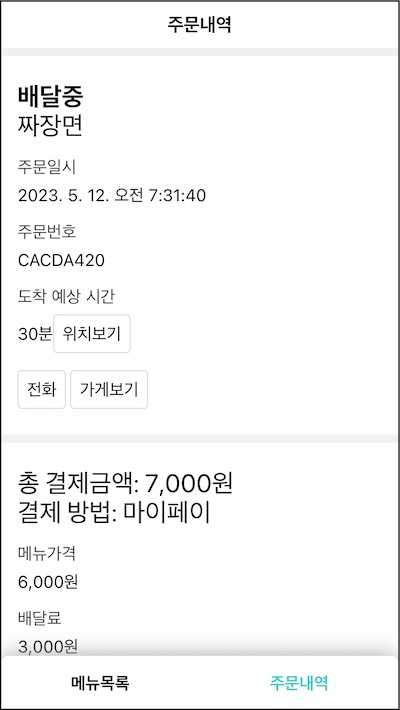 주문내역
배달중
짜장면
주문일시
2023. 5. 12. 오전 7:31:40
주문번호
CACDA420
도착 예상 시간
30분 위치보기
전화 가게보기
총 결제금액: 7,000원
결제 방법: 마이페이
메뉴가격
6,000원
배달료
3,000원
메뉴목록 주문내역